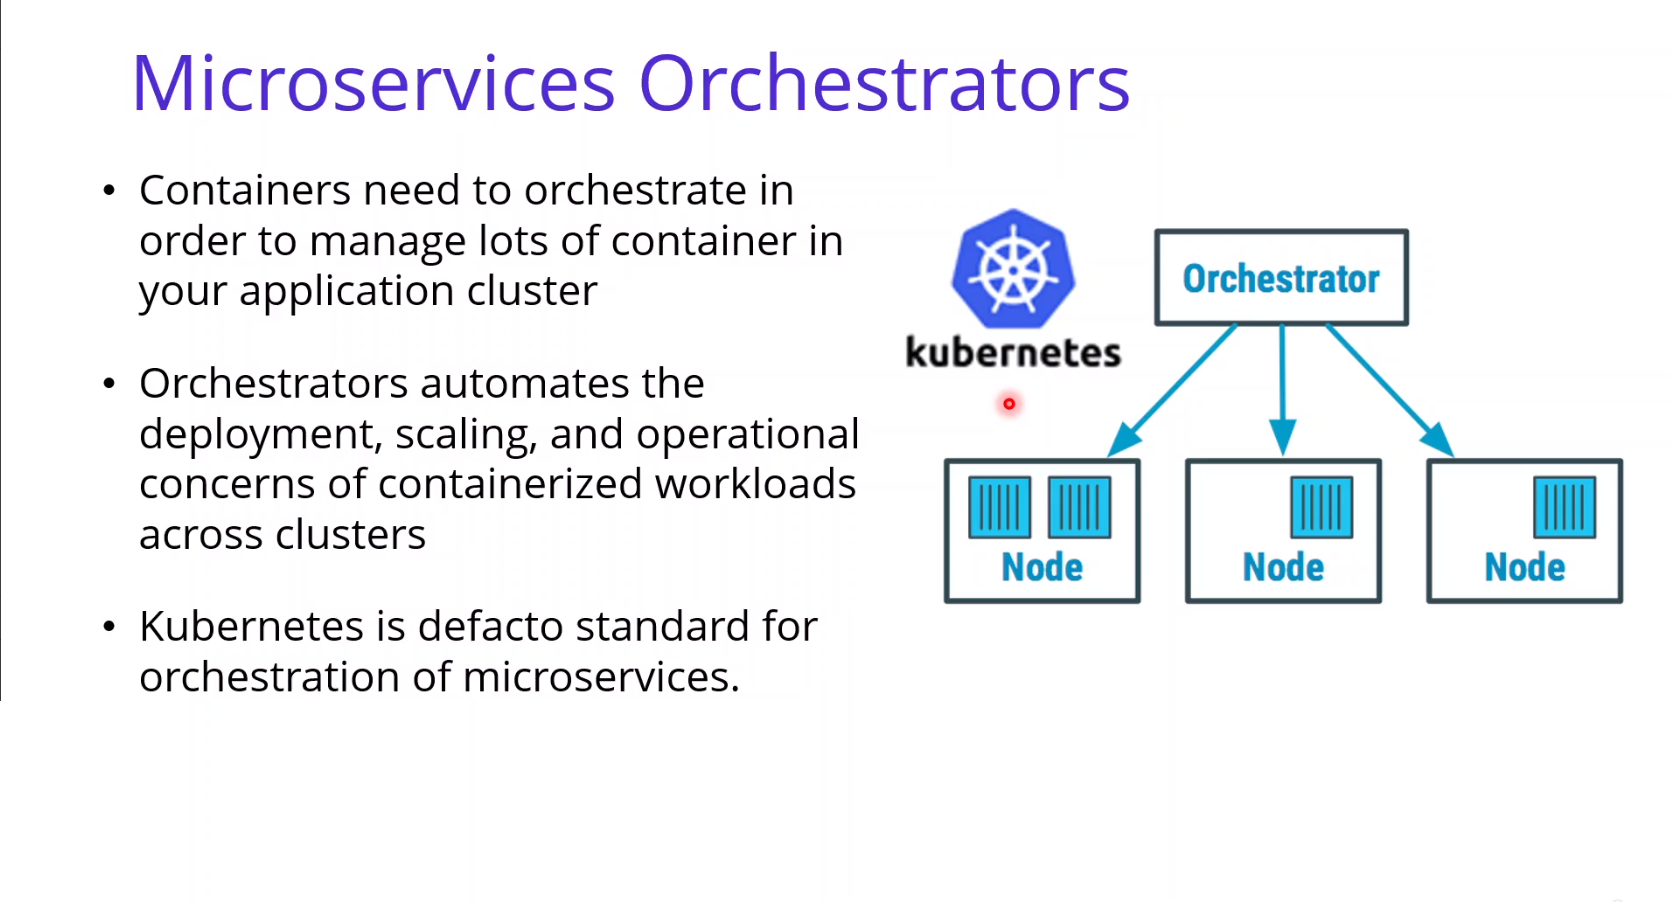 Microservices Orchestrators
• Containers need to orchestrate in
order to manage lots of container in
your application cluster
• Orchestrators automates the
deployment, scaling, and operational
concerns of containerized workloads
across clusters
• Kubernetes is defacto standard for
orchestration of microservices.
kubernetes
Orchestrator
Node
Node
Node